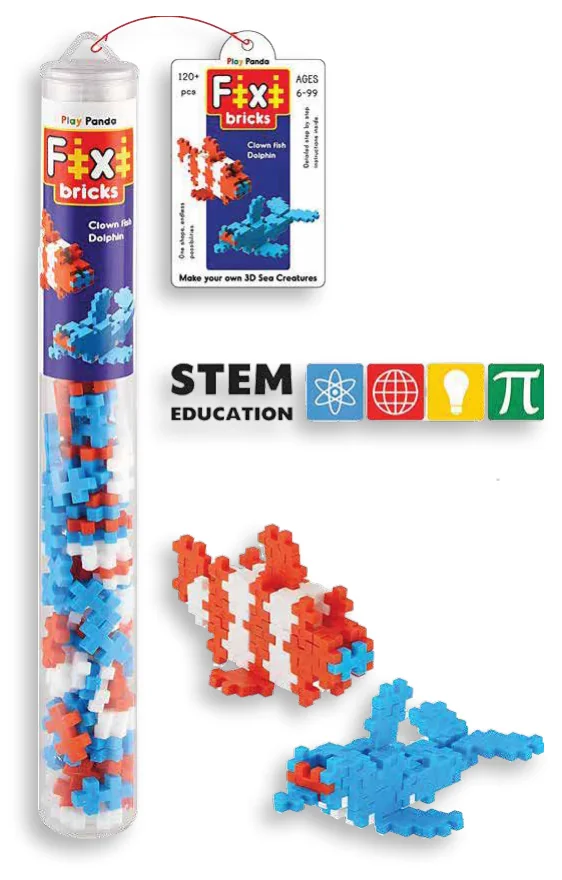 Play Panda
Fixi
bricks
Clown Fish
Dolphin
Play Panda
120+
pcs
Fixi
bricks
AGES
6-99
Clown Fish
Dolphin
Detailed step by step
instructions inside
One shape, endless
possibilities
Make your own 3D Sea Creatures
STEM
EDUCATION
π